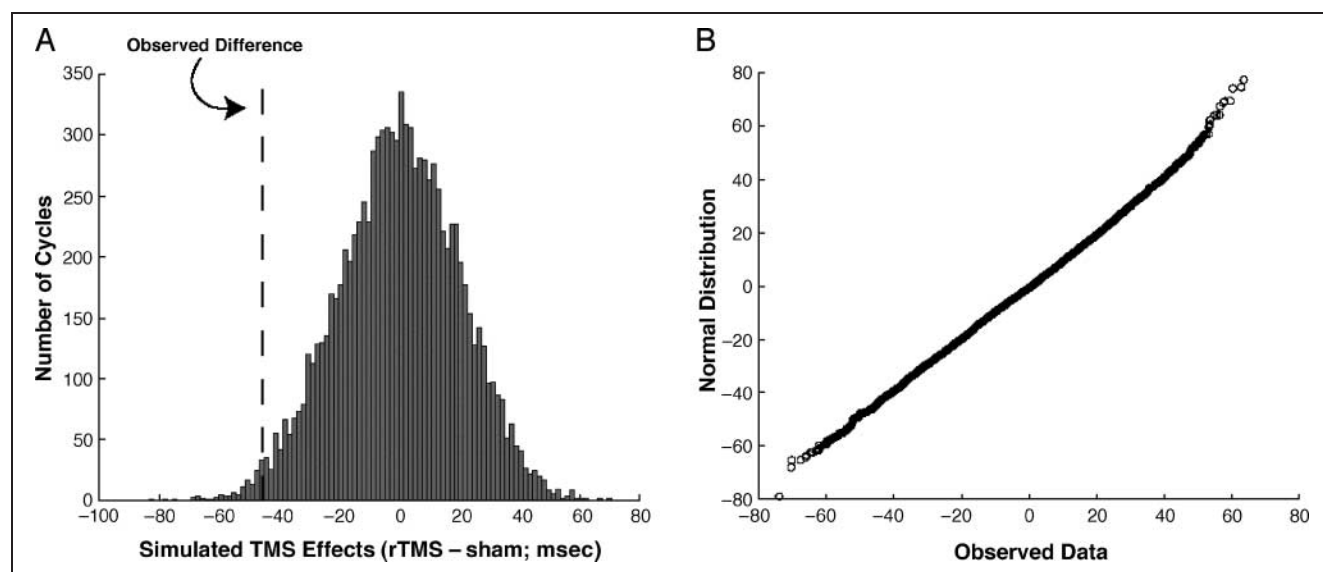 A
Observed Difference
350
300
250
200
150
100
50
0
Number of Cycles
−100 −80 −60 −40 −20 0 20 40 60 80
Simulated TMS Effects (rTMS – sham; msec)
B
80
60
40
20
0
−20
−40
−60
−80
Normal Distribution
−80 −60 −40 −20 0 20 40 60 80
Observed Data